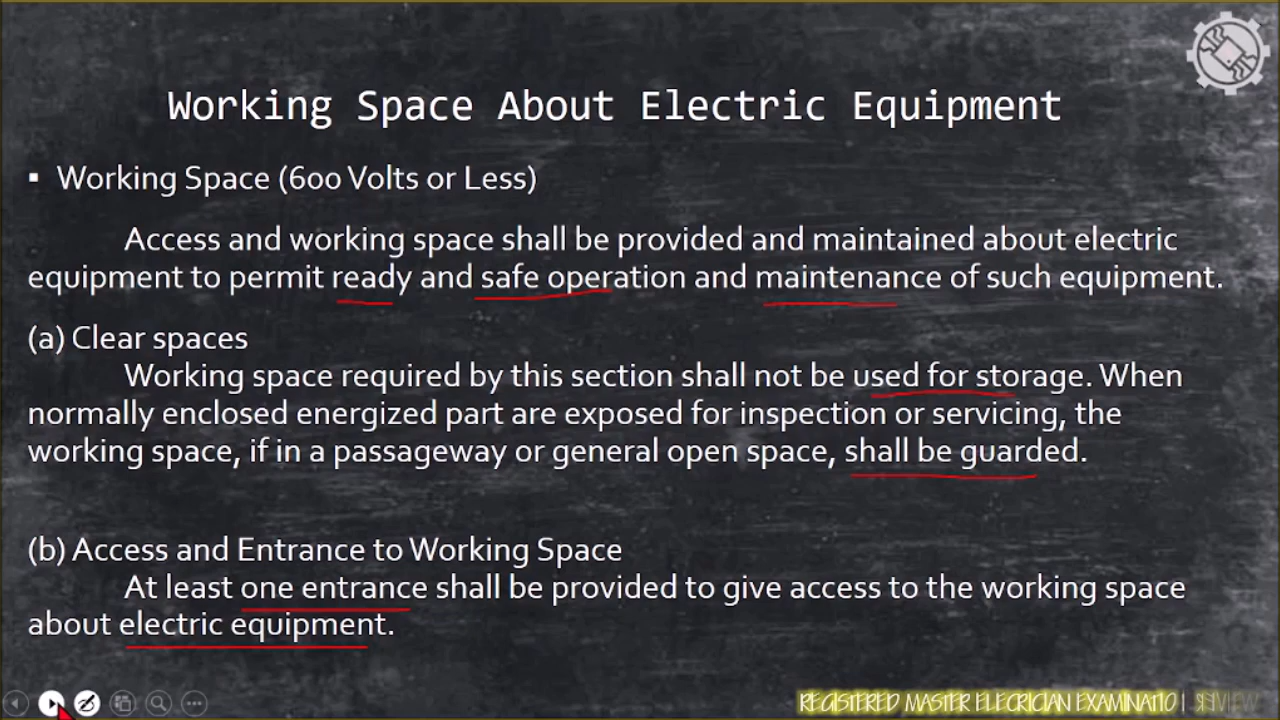 Working Space About Electric Equipment
▪ Working Space (600 Volts or Less)
Access and working space shall be provided and maintained about electric
equipment to permit ready and safe operation and maintenance of such equipment.
(a) Clear spaces
Working space required by this section shall not be used for storage. When
normally enclosed energized part are exposed for inspection or servicing, the
working space, if in a passageway or general open space, shall be guarded.
(b) Access and Entrance to Working Space
At least one entrance shall be provided to give access to the working space
about electric equipment.
REGISTERED MASTER ELECRICIAN EXAMINATIO | REVIEW